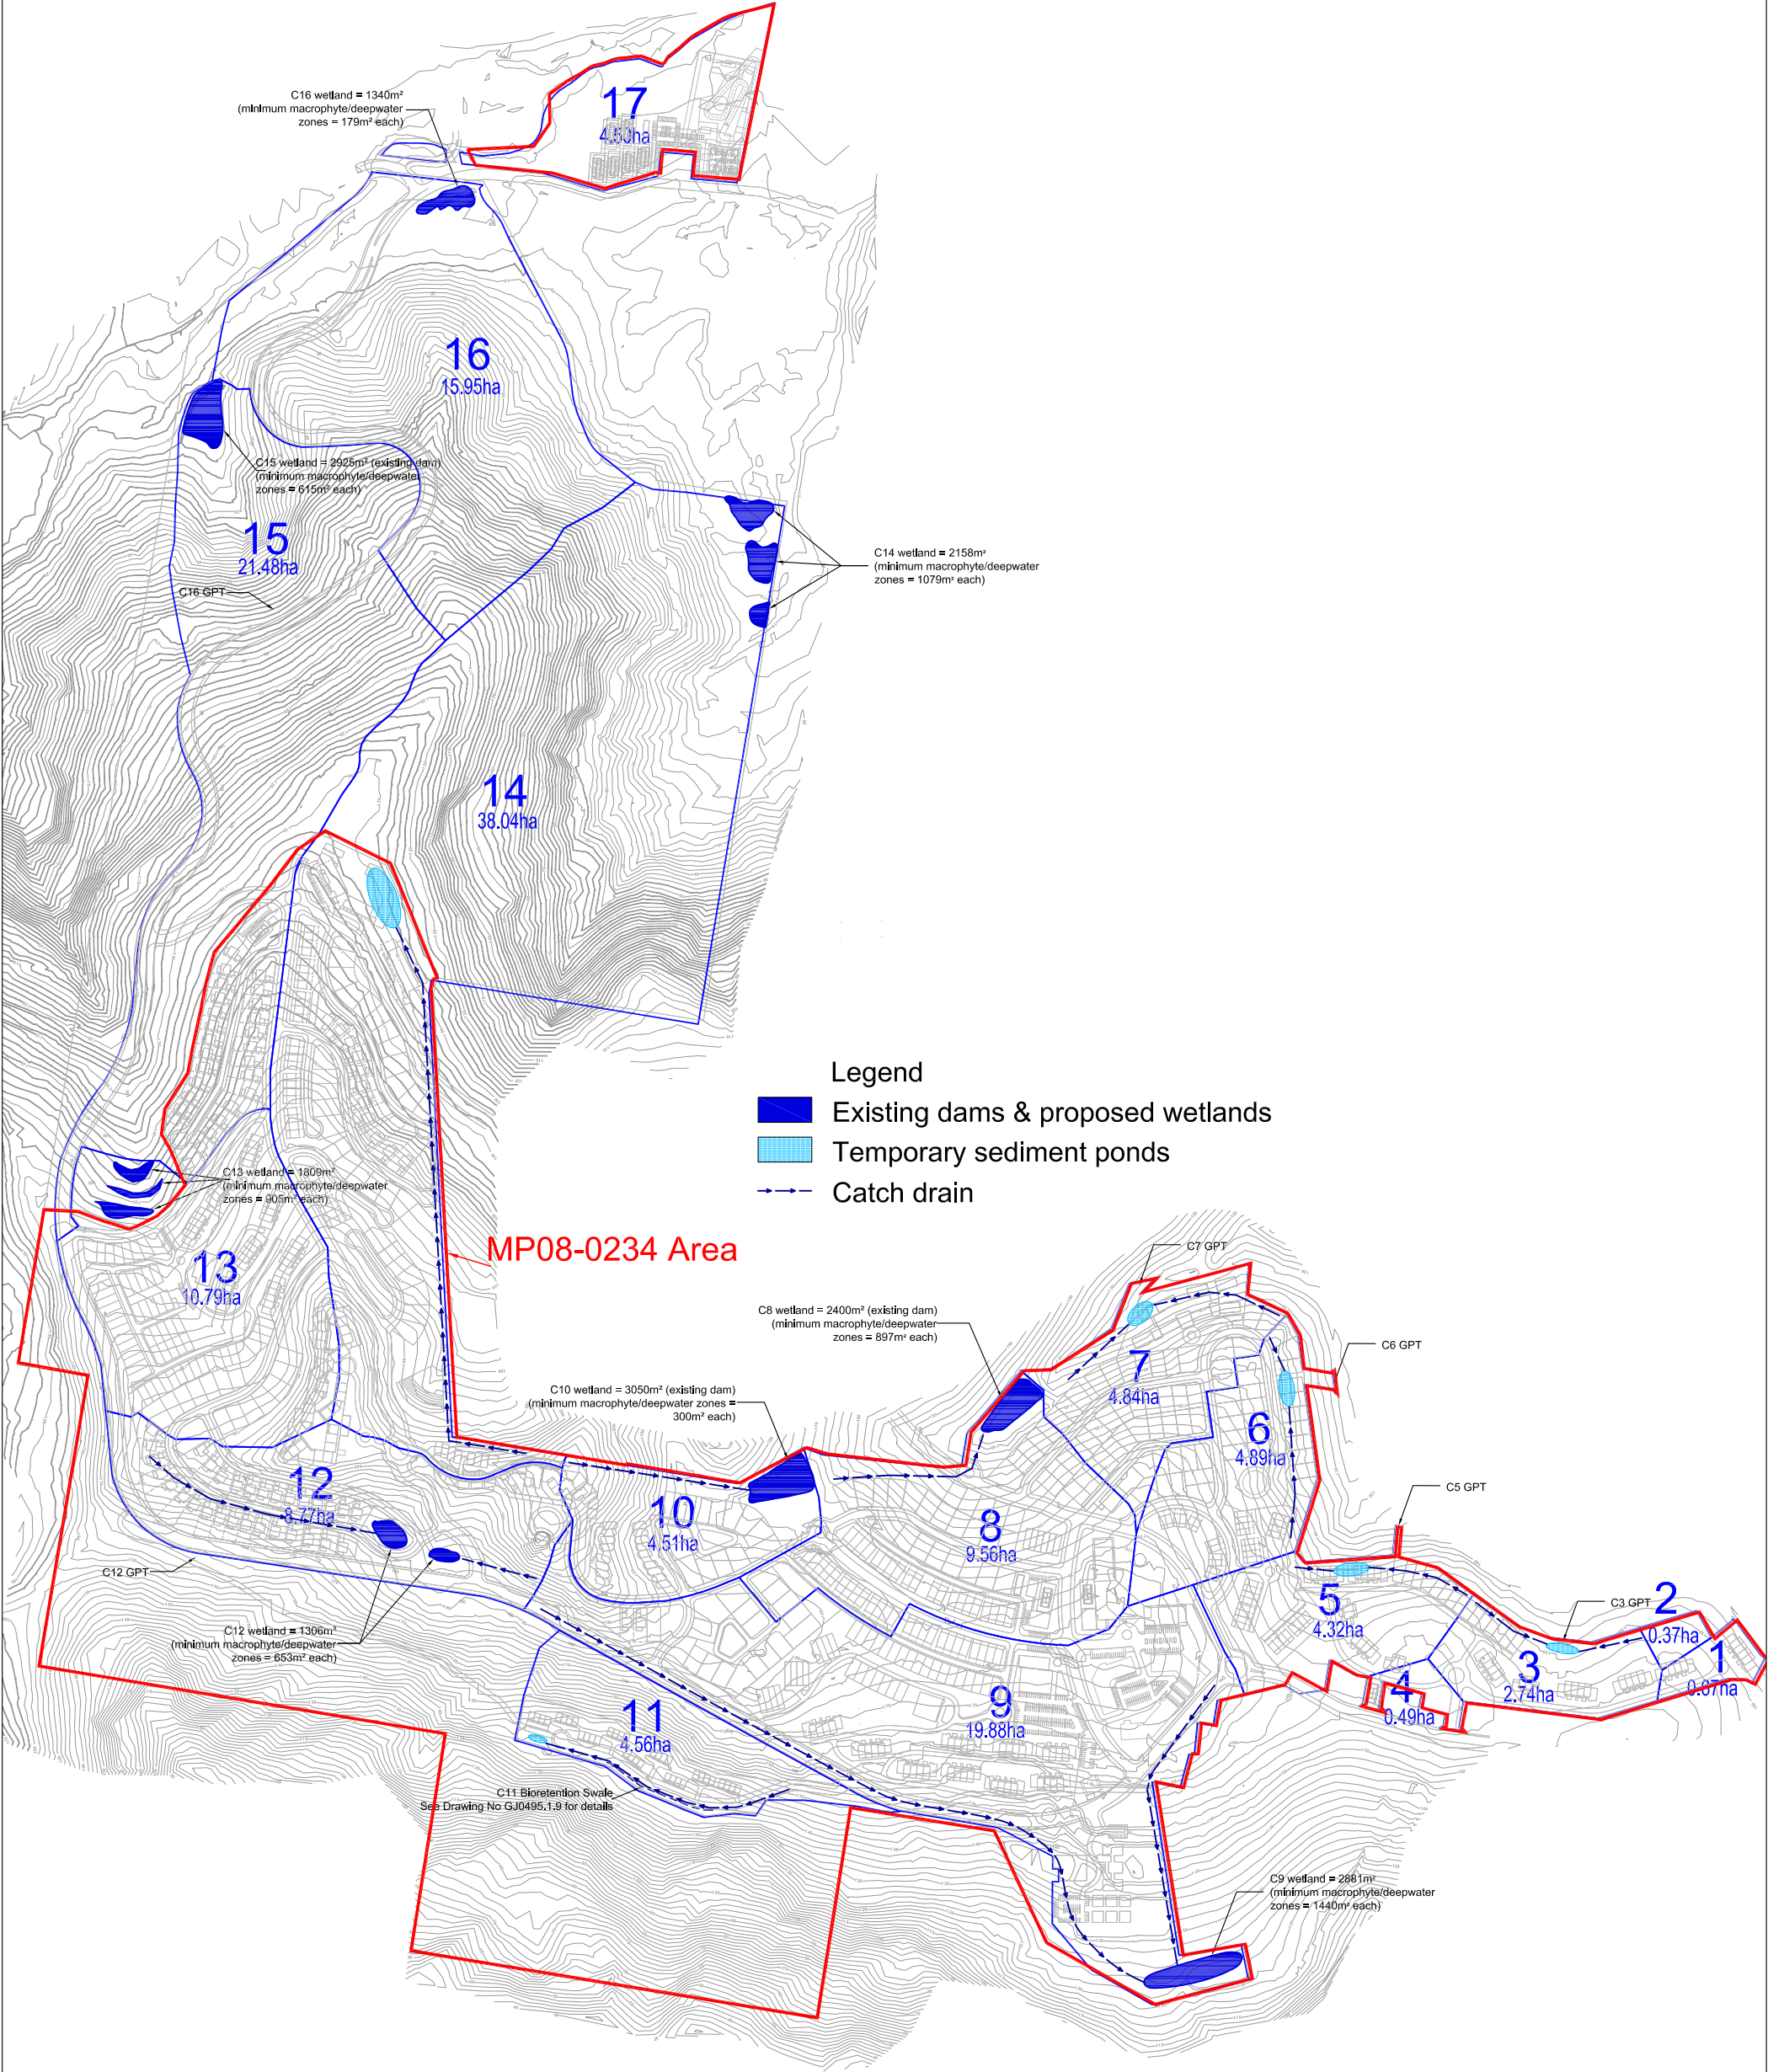 C16 wetland = 1340m²
(minimum macrophyte/deepwater
zones = 179m² each)
17
16
15.95ha
C15 wetland = 2925m² (existing dam)
(minimum macrophyte/deepwater
zones = 615m² each)
15
21.48ha
C14 wetland = 2158m²
(minimum macrophyte/deepwater
zones = 1079m² each)
C16 GPT
14
38.04ha
Legend
Existing dams & proposed wetlands
Temporary sediment ponds
Catch drain
C13 wetland = 1809m²
(minimum macrophyte/deepwater
zones = 905m² each)
MP08-0234 Area
13
10.79ha
C7 GPT
C8 wetland = 2400m² (existing dam)
(minimum macrophyte/deepwater
zones = 897m² each)
C6 GPT
7
4.84ha
C10 wetland = 3050m² (existing dam)
(minimum macrophyte/deepwater zones =
300m² each)
6
4.89ha
12
8.77ha
C5 GPT
10
4.51ha
8
9.56ha
C12 GPT
C12 wetland = 1306m²
(minimum macrophyte/deepwater
zones = 653m² each)
5
4.32ha
C3 GPT
2
0.37ha
1
3
2.74ha
4
0.49ha
9
19.88ha
11
4.56ha
C11 Bioretention Swale
See Drawing No GJ0495.1.9 for details
C9 wetland = 2881m²
(minimum macrophyte/deepwater
zones = 1440m² each)